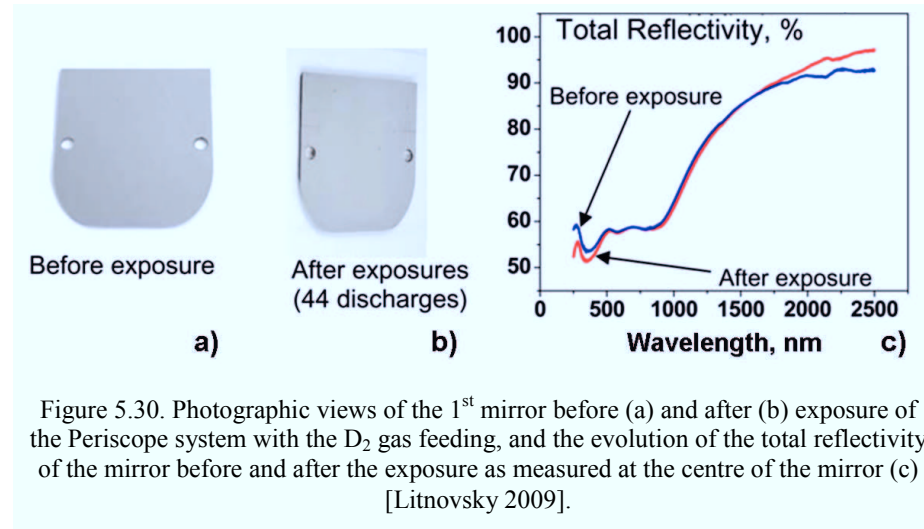 Before exposure
a)
After exposures
(44 discharges)
b)
Total Reflectivity, %
100
90
80
70
60
50
Before exposure
After exposure
0 500 1000 1500 2000 2500
Wavelength, nm
c)
Figure 5.30. Photographic views of the 1st mirror before (a) and after (b) exposure of
the Periscope system with the D2 gas feeding, and the evolution of the total reflectivity
of the mirror before and after the exposure as measured at the centre of the mirror (c)
[Litnovsky 2009].